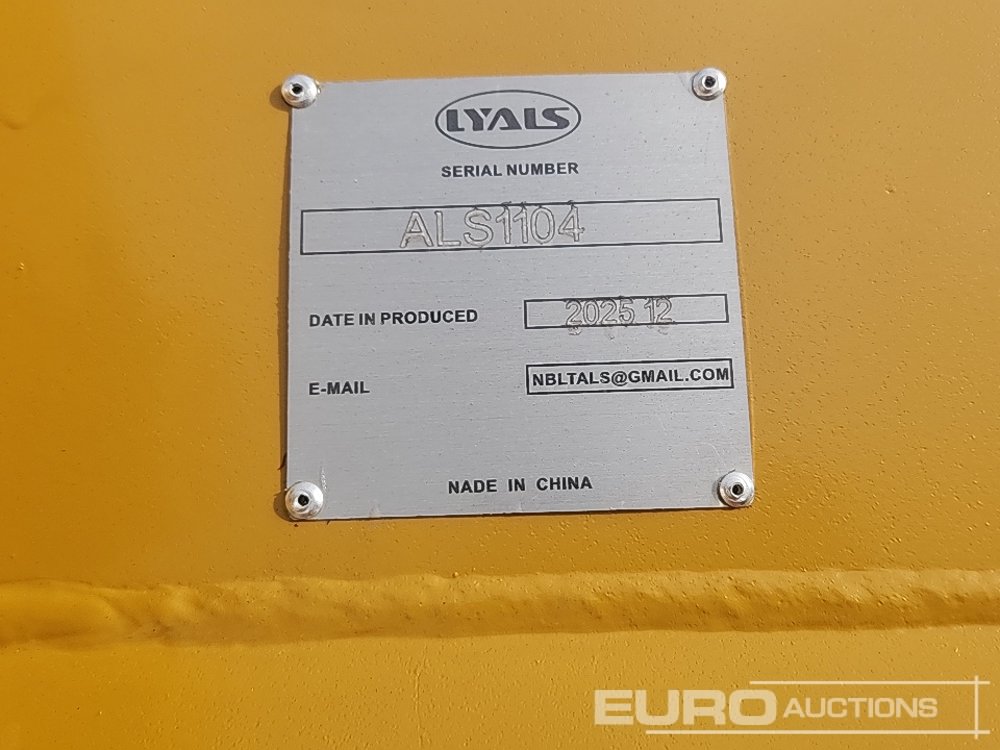 LYALS
SERIAL NUMBER
ALS1104
DATE IN PRODUCED 2025 12
E-MAIL NBLTALS@GMAIL.COM
NADE IN CHINA
EURO AUCTIONS